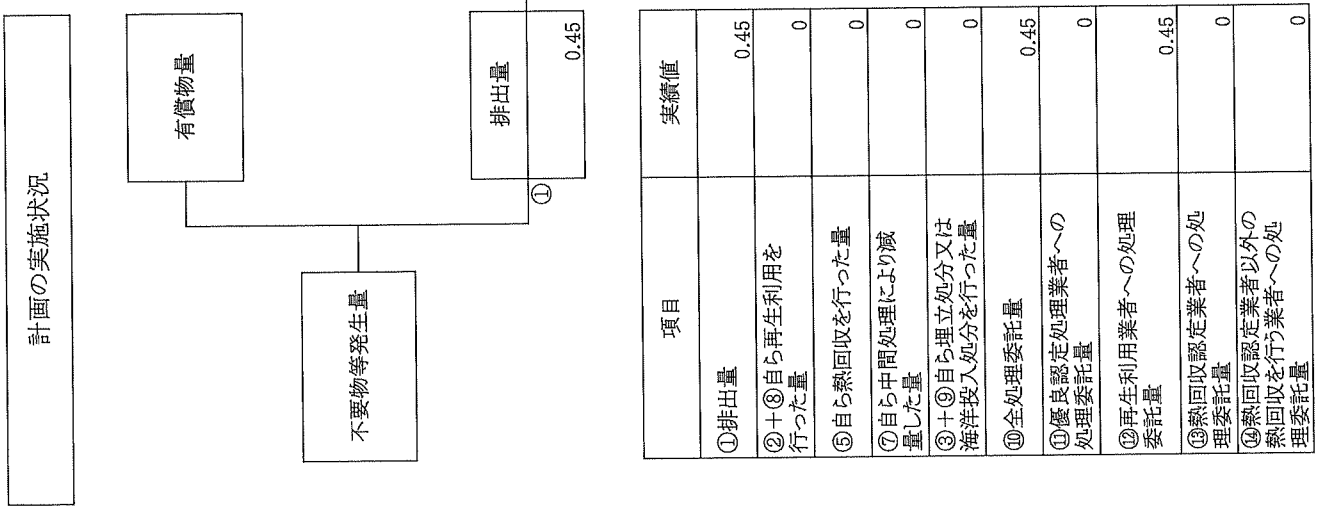 計画の実施状況
有償物量
不要物等発生量
排出量
①
0.45
項目
実績値
①排出量
0.45
②+⑧自ら再生利用を
行った量
0
⑤自ら熱回収を行った量
0
⑦自ら中間処理により減
量した量
0
③+⑨自ら埋立処分又は
海洋投入処分を行った量
0
⑩全処理委託量
0.45
⑪優良認定処理業者への
処理委託量
0
⑫再生利用業者への処理
委託量
0.45
⑬熱回収認定業者への処
理委託量
0
⑭熱回収認定業者以外の
熱回収を行う業者への処
理委託量
0